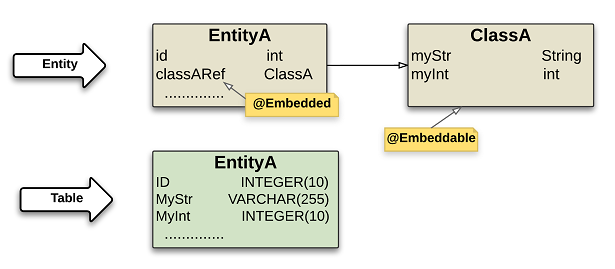 Entity
EntityA
id int
classARef ClassA
..............
@Embedded
ClassA
myStr String
myInt int
@Embeddable
Table
EntityA
ID INTEGER(10)
MyStr VARCHAR(255)
MyInt INTEGER(10)
..............